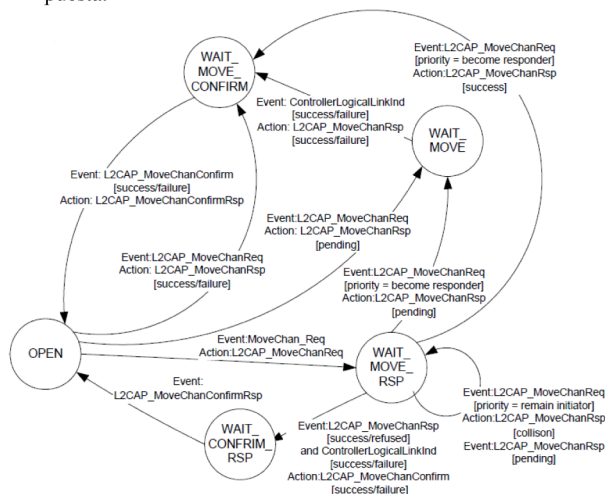 puesta.
WAIT_
MOVE_
CONFIRM
Event:L2CAP_MoveChanReq
[priority = become responder]
Action:L2CAP_MoveChanRsp
[success]
Event: ControllerLogicalLinkInd
[success/failure]
Action: L2CAP_MoveChanRsp
[success/failure]
WAIT_
MOVE
Event: L2CAP_MoveChanConfirm
[success/failure]
Action: L2CAP_MoveChanConfirmRsp
Event:L2CAP_MoveChanReq
Action: L2CAP_MoveChanRsp
[pending]
Event:L2CAP_MoveChanReq
Action: L2CAP_MoveChanRsp
[success/failure]
Event:L2CAP_MoveChanReq
[priority = become responder]
Action:L2CAP_MoveChanRsp
[pending]
OPEN
Event:MoveChan_Req
Action:L2CAP_MoveChanReq
WAIT_
MOVE_
RSP
Event:
L2CAP_MoveChanConfirmRsp
Event:L2CAP_MoveChanReq
[priority = remain initiator]
Action:L2CAP_MoveChanRsp
[collison]
Event:L2CAP_MoveChanRsp
[pending]
WAIT_
CONFRIM_
RSP
Event:L2CAP_MoveChanRsp
[success/refused]
and ControllerLogicalLinkInd
[success/failure]
Action:L2CAP_MoveChanConfirm
[success/failure]